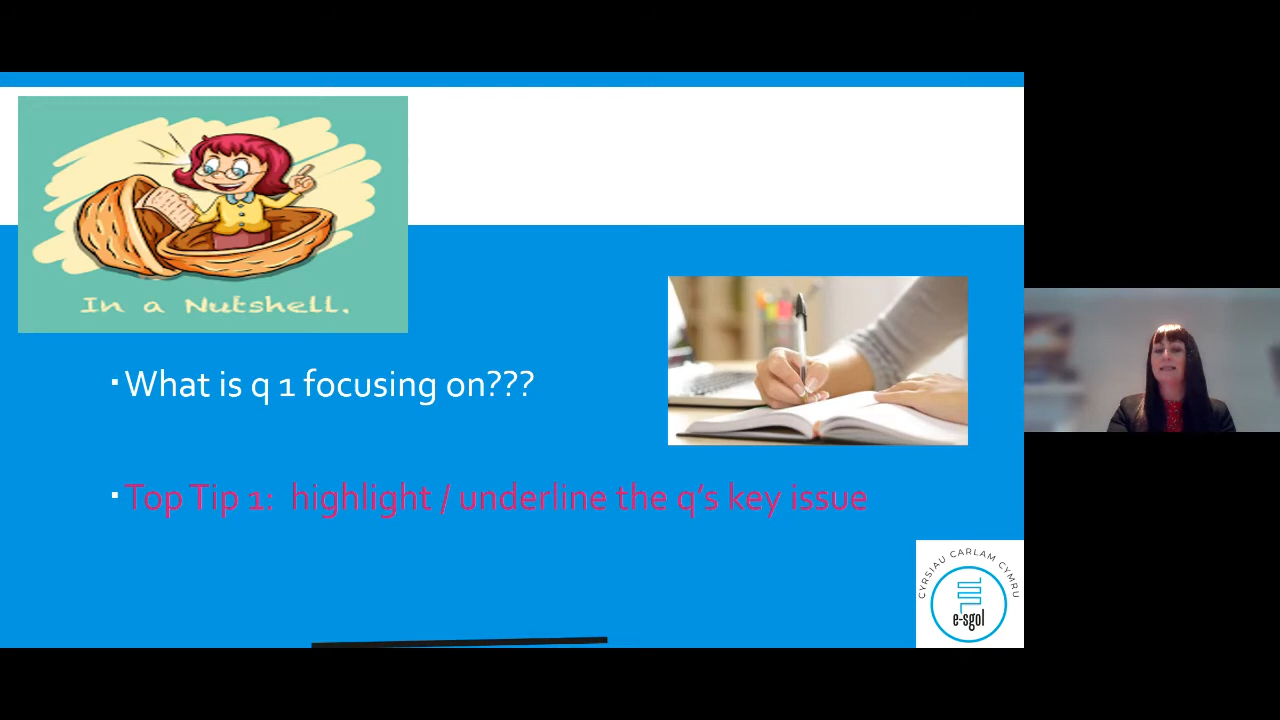 In a Nutshell.
What is q 1 focusing on???
Top Tip 1: highlight / underline the q's key issue
CYRSIAU CARLAM CYMRU
e-sgol